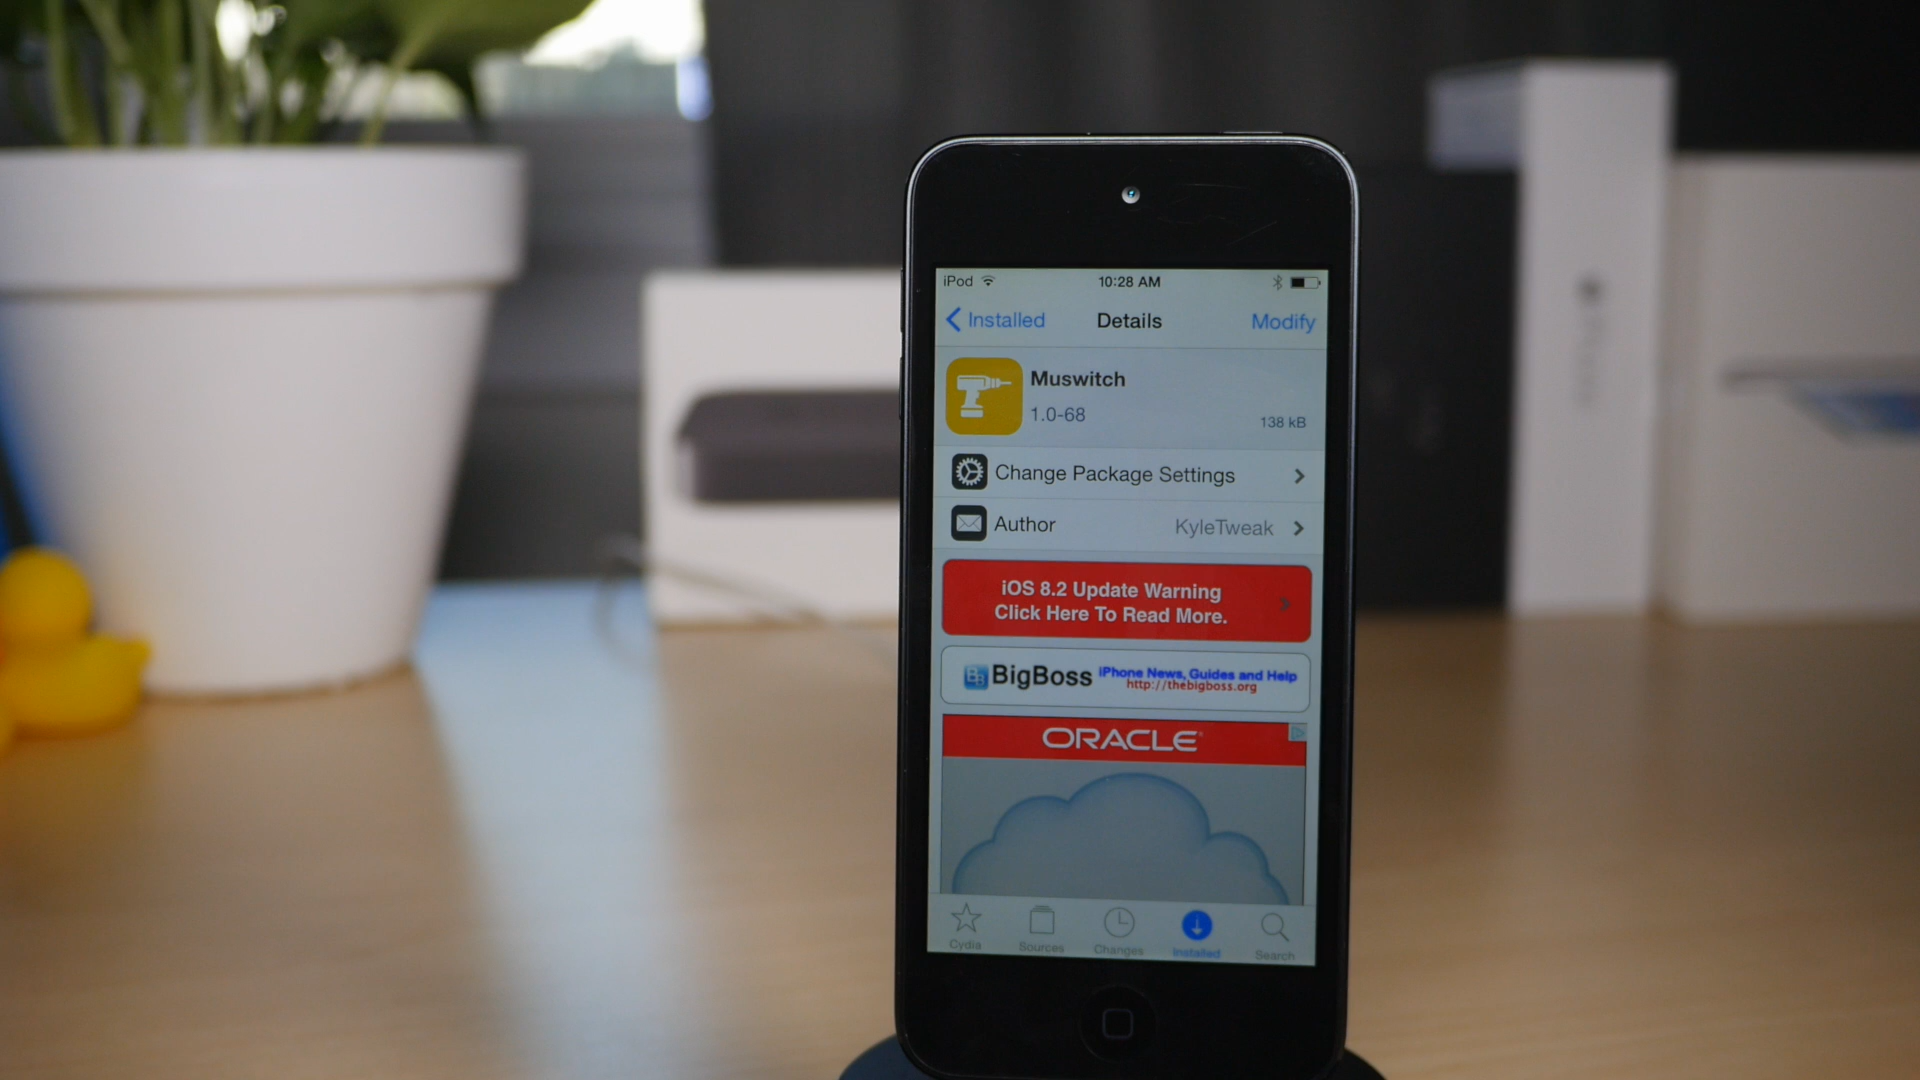 iPod 10:28 AM
Installed Details Modify
Muswitch
1.0-68
138 kB
Change Package Settings
Author KyleTweak
iOS 8.2 Update Warning
Click Here To Read More.
BigBoss iPhone News, Guides and Help
http://thebigboss.org
ORACLE
Cydia Sources Changes Installed Search